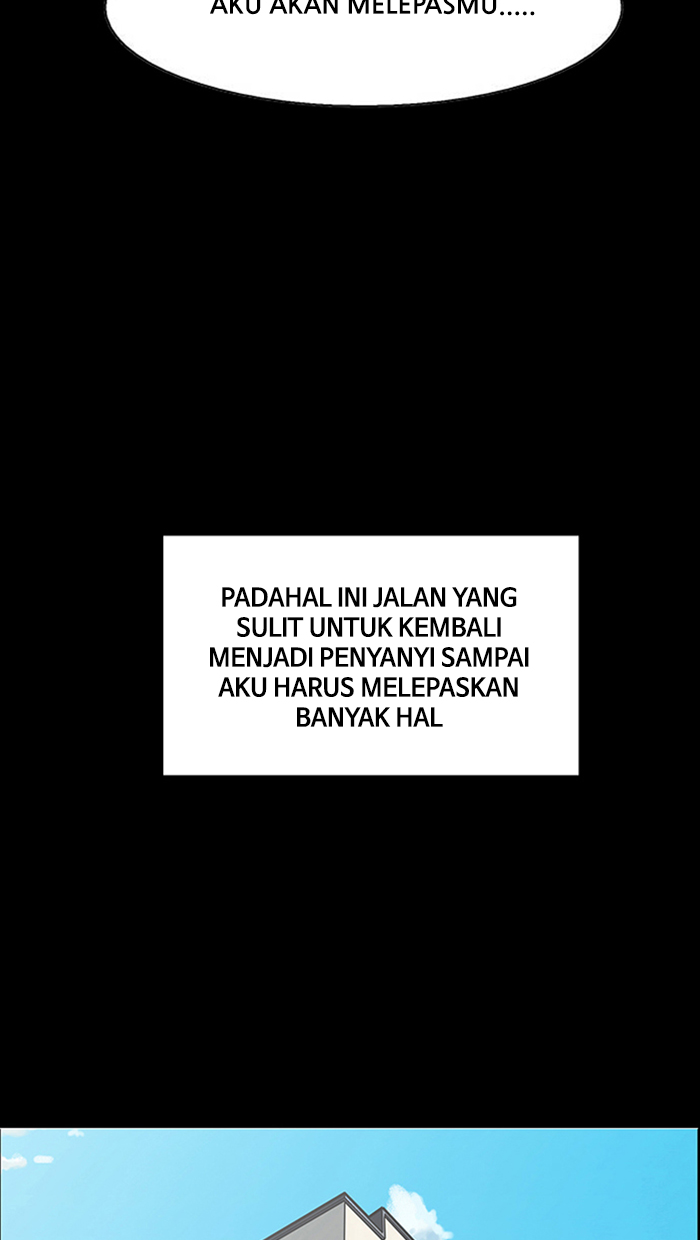 AKU AKAN MELEPASMU.....
PADAHAL INI JALAN YANG
SULIT UNTUK KEMBALI
MENJADI PENYANYI SAMPAI
AKU HARUS MELEPASKAN
BANYAK HAL